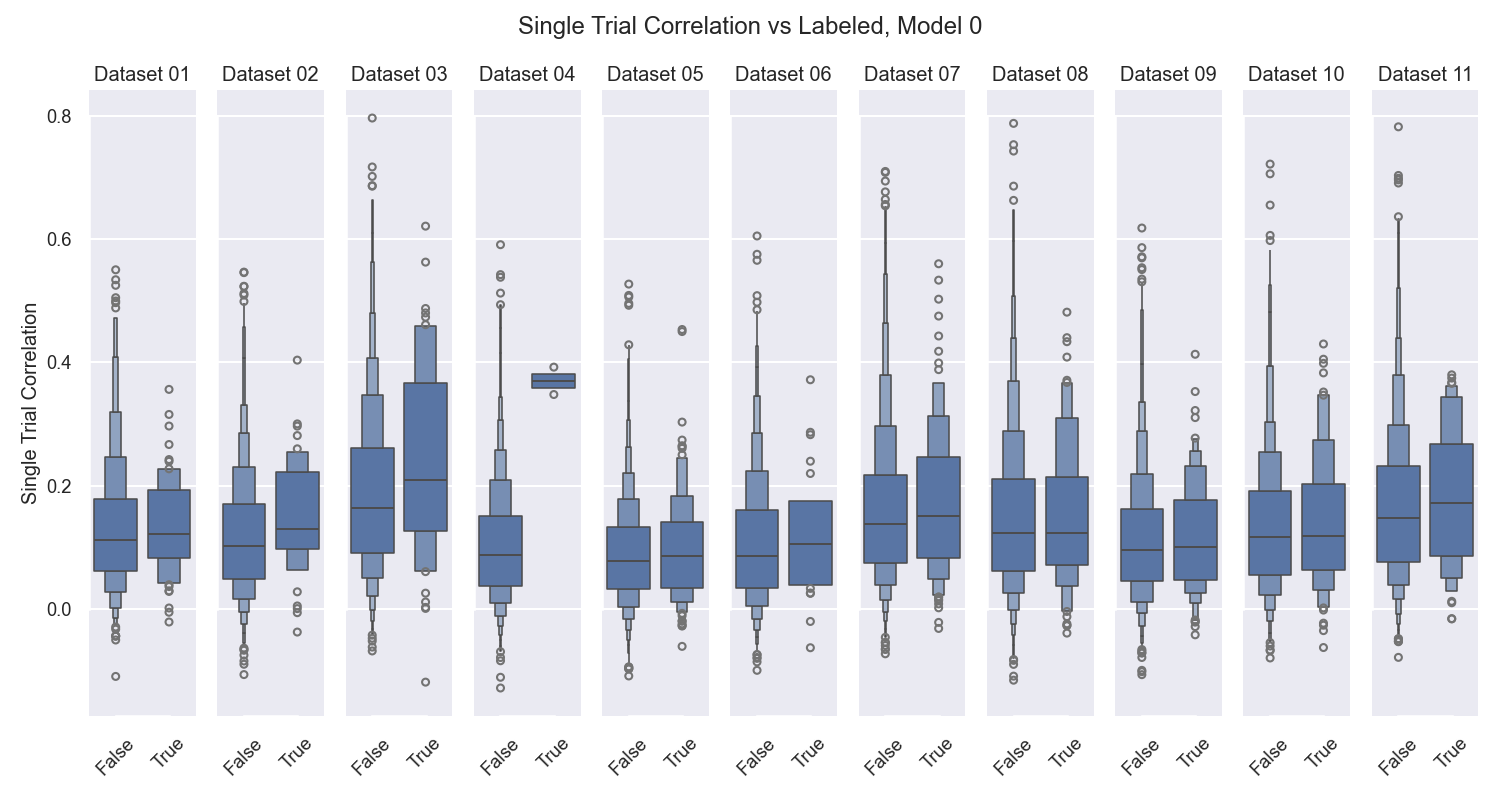 Single Trial Correlation vs Labeled, Model 0
Dataset 01 Dataset 02 Dataset 03 Dataset 04 Dataset 05 Dataset 06 Dataset 07 Dataset 08 Dataset 09 Dataset 10 Dataset 11
0.8
0.6
0.4
0.2
0.0
Single Trial Correlation
False True False True False True False True False True False True False True False True False True False True False True